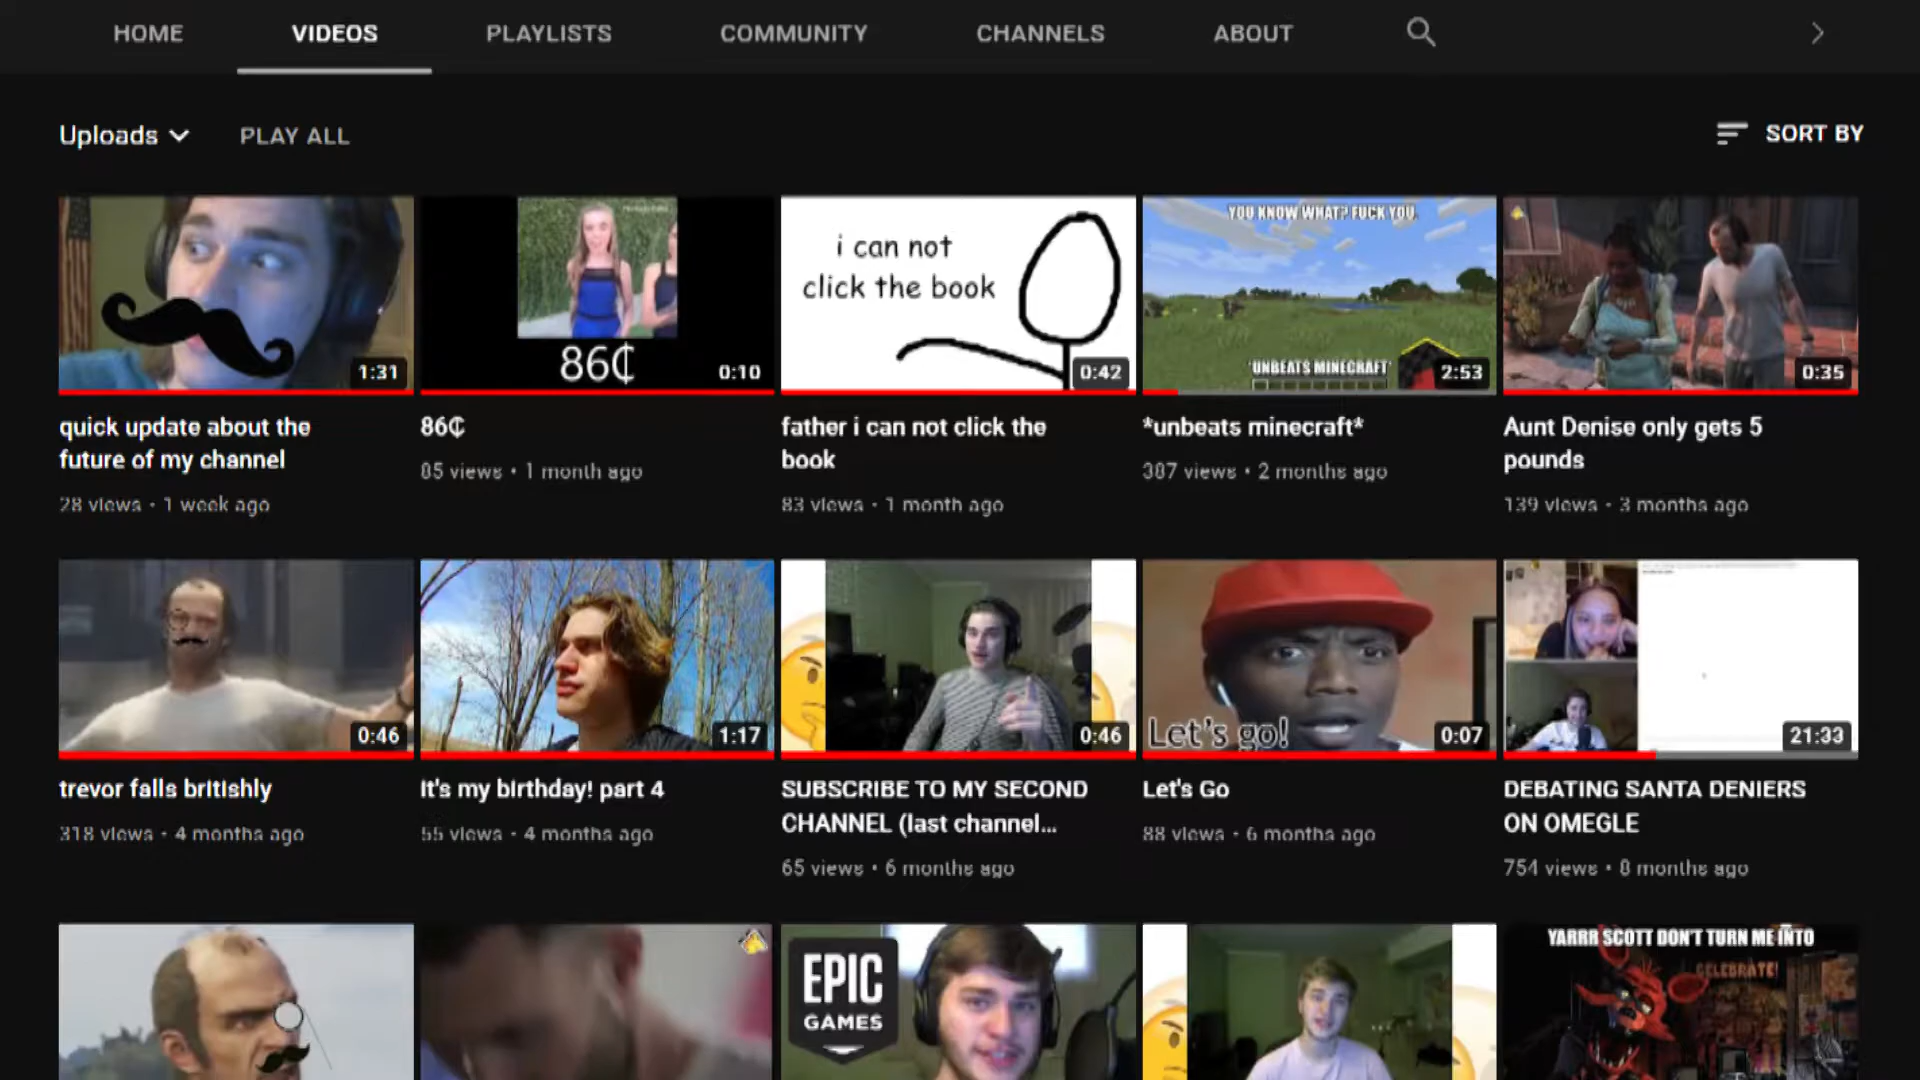 HOME VIDEOS PLAYLISTS COMMUNITY CHANNELS ABOUT
Uploads PLAY ALL SORT BY
86₵
0:10
1:31
i can not
click the book
0:42
YOU KNOW WHAT? FUCK YOU.
*UNBEATS MINECRAFT*
2:53
0:35
quick update about the
future of my channel
28 views • 1 week ago
86₵
85 views • 1 month ago
father i can not click the
book
83 views • 1 month ago
*unbeats minecraft*
387 views • 2 months ago
Aunt Denise only gets 5
pounds
139 views • 3 months ago
0:46
1:17
0:46
Let's go!
0:07
21:33
trevor falls britishly
318 views • 4 months ago
it's my birthday! part 4
55 views • 4 months ago
SUBSCRIBE TO MY SECOND
CHANNEL (last channel...
65 views • 6 months ago
Let's Go
88 views • 6 months ago
DEBATING SANTA DENIERS
ON OMEGLE
754 views • 8 months ago
EPIC
GAMES
YARRR SCOTT DON'T TURN ME INTO
CELEBRATE!